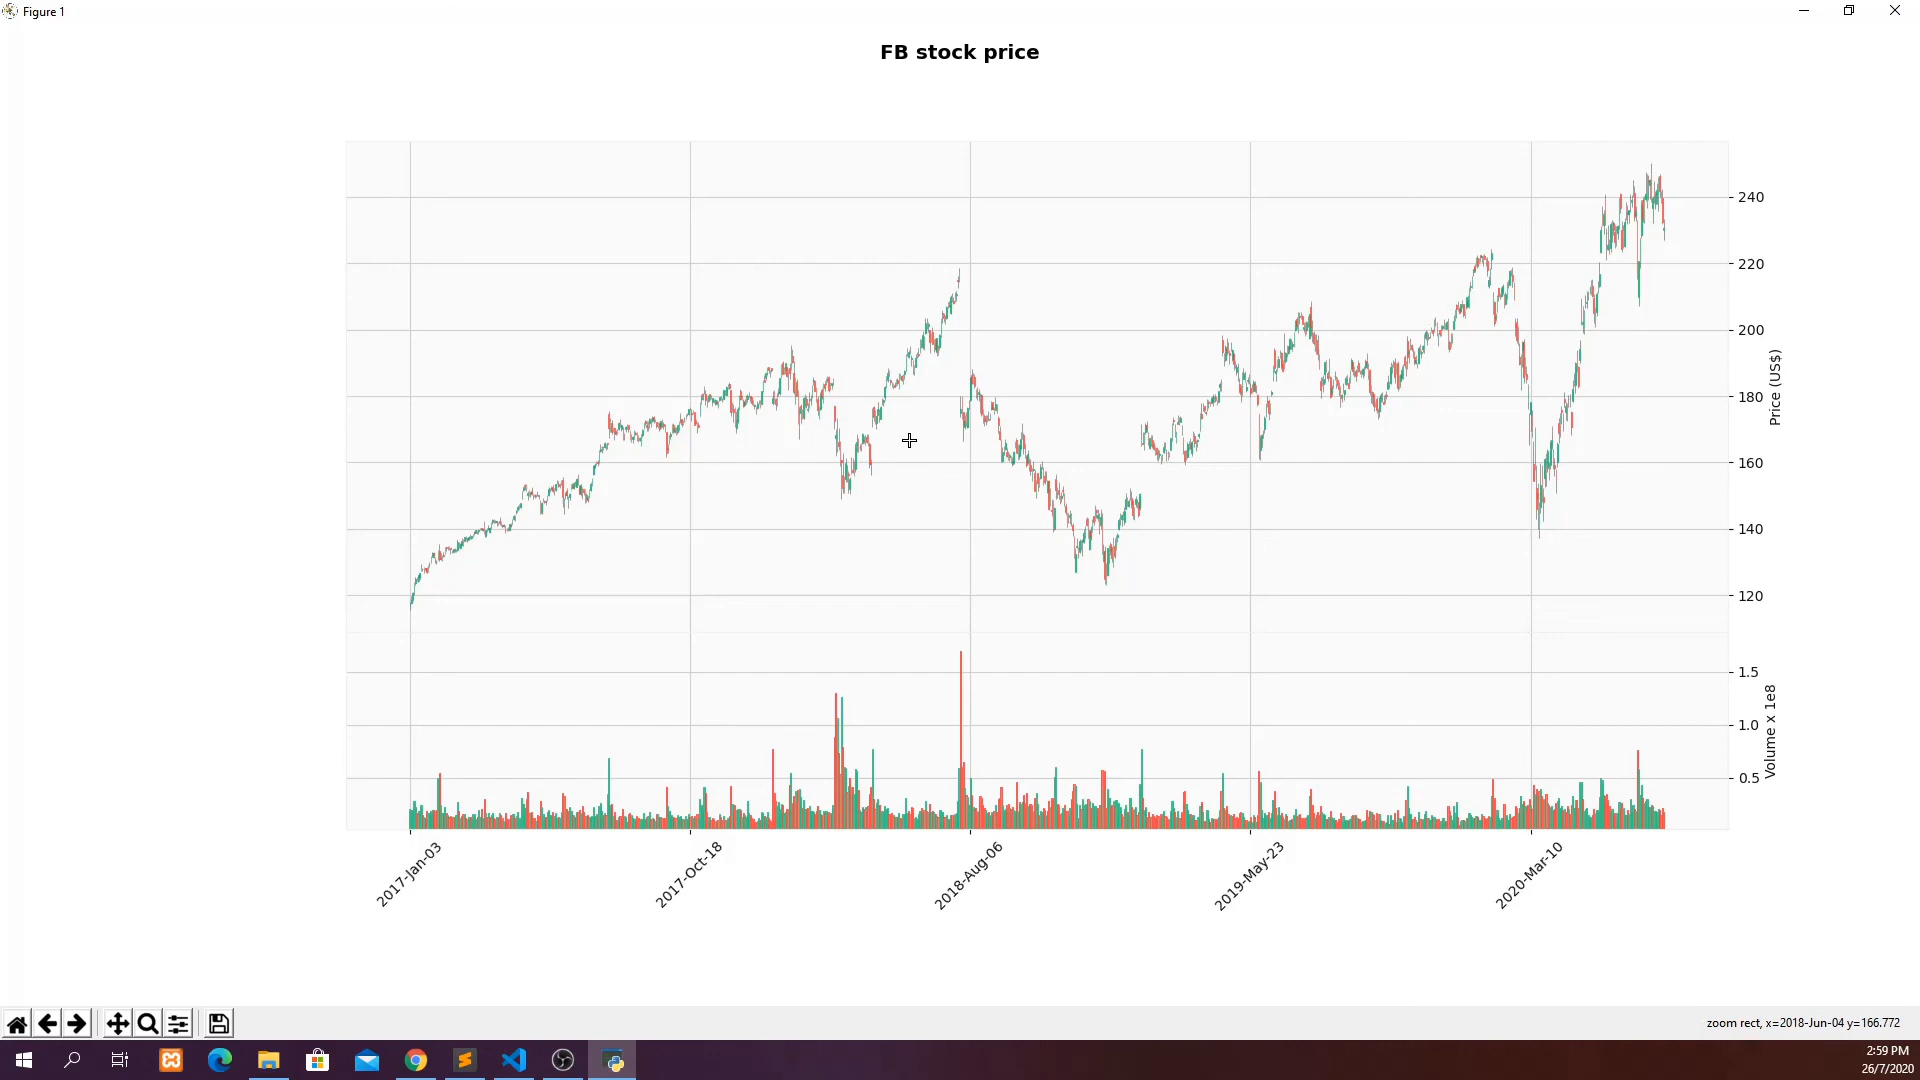 Figure 1
FB stock price
240
220
200
180
160
140
120
Price (US$)
1.5
1.0
0.5
Volume x 1e8
2017-Jan-03
2017-Oct-18
2018-Aug-06
2019-May-23
2020-Mar-10
zoom rect, x=2018-Jun-04 y=166.772
2:59 PM
26/7/2020